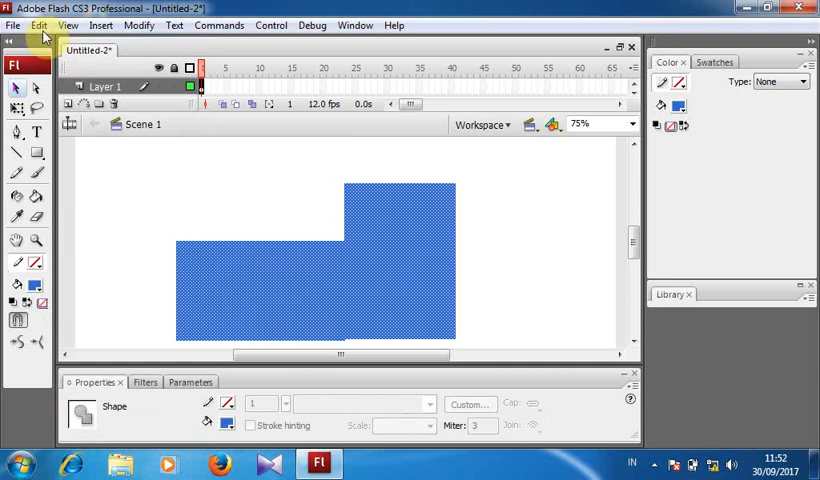 Adobe Flash CS3 Professional - [Untitled-2*]
File Edit View Insert Modify Text Commands Control Debug Window Help
Fl
Untitled-2*
1 5 10 15 20 25 30 35 40 45 50 55 60 65
Layer 1
1 12.0 fps 0.0s
Scene 1 Workspace 75%
Color Swatches
Type: None
Library
Properties Filters Parameters
Shape 1 Custom... Cap:
Stroke hinting Scale: Miter: 3 Join:
Fl
IN 11:52
30/09/2017